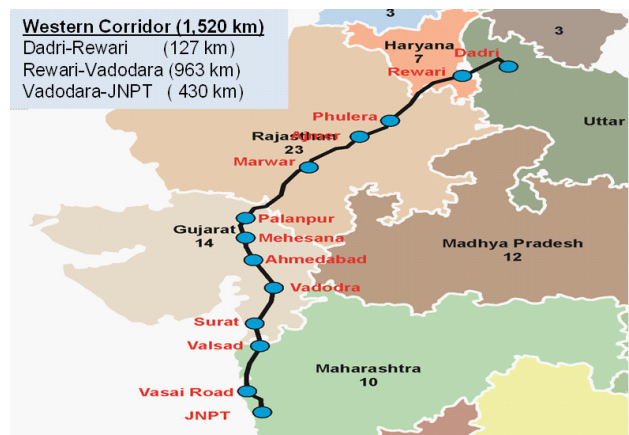 Western Corridor (1,520 km)
Dadri-Rewari (127 km)
Rewari-Vadodara (963 km)
Vadodara-JNPT ( 430 km)
3
3
Haryana
7
Dadri
Rewari
Uttar
Phulera
Rajasthan
23
Ajmer
Marwar
Palanpur
Gujarat
14
Mehesana
Madhya Pradesh
12
Ahmedabad
Vadodra
Surat
Valsad
Maharashtra
10
Vasai Road
JNPT